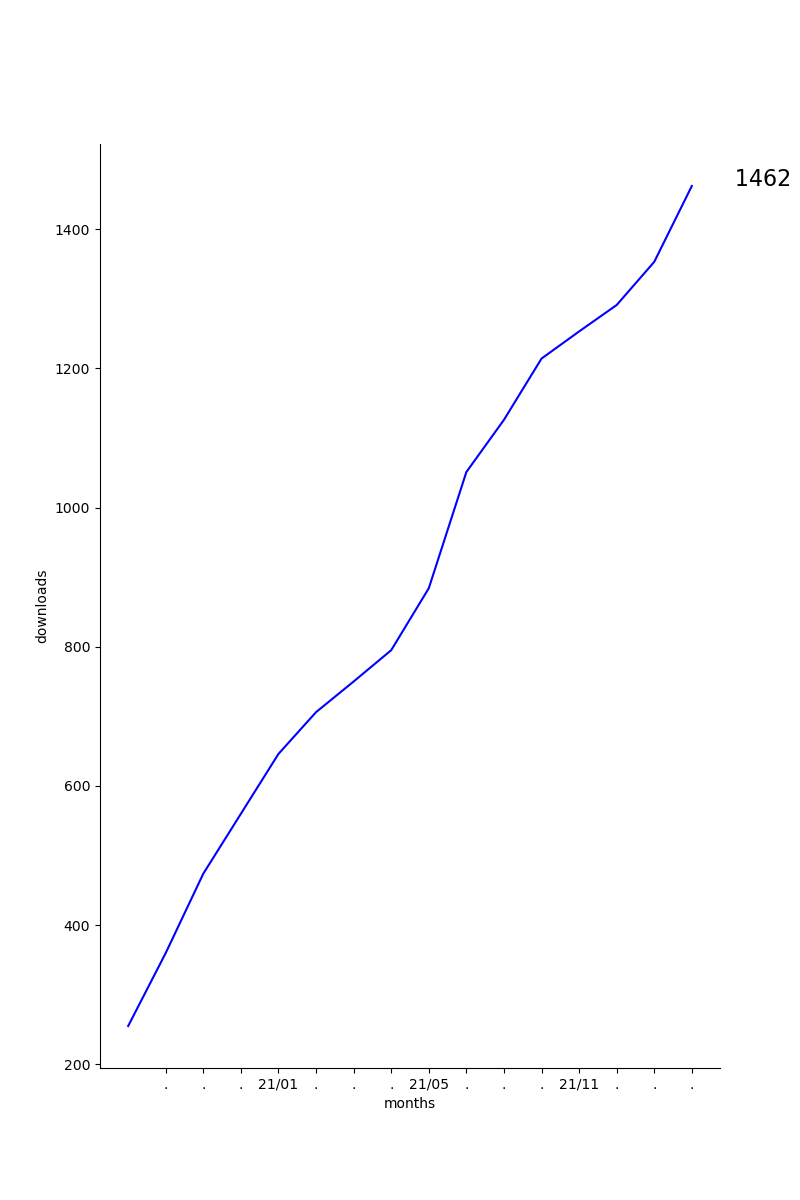 1462
1400
1200
1000
800
600
400
200
downloads
. . . 21/01 . . . 21/05 . . . 21/11 . . .
months